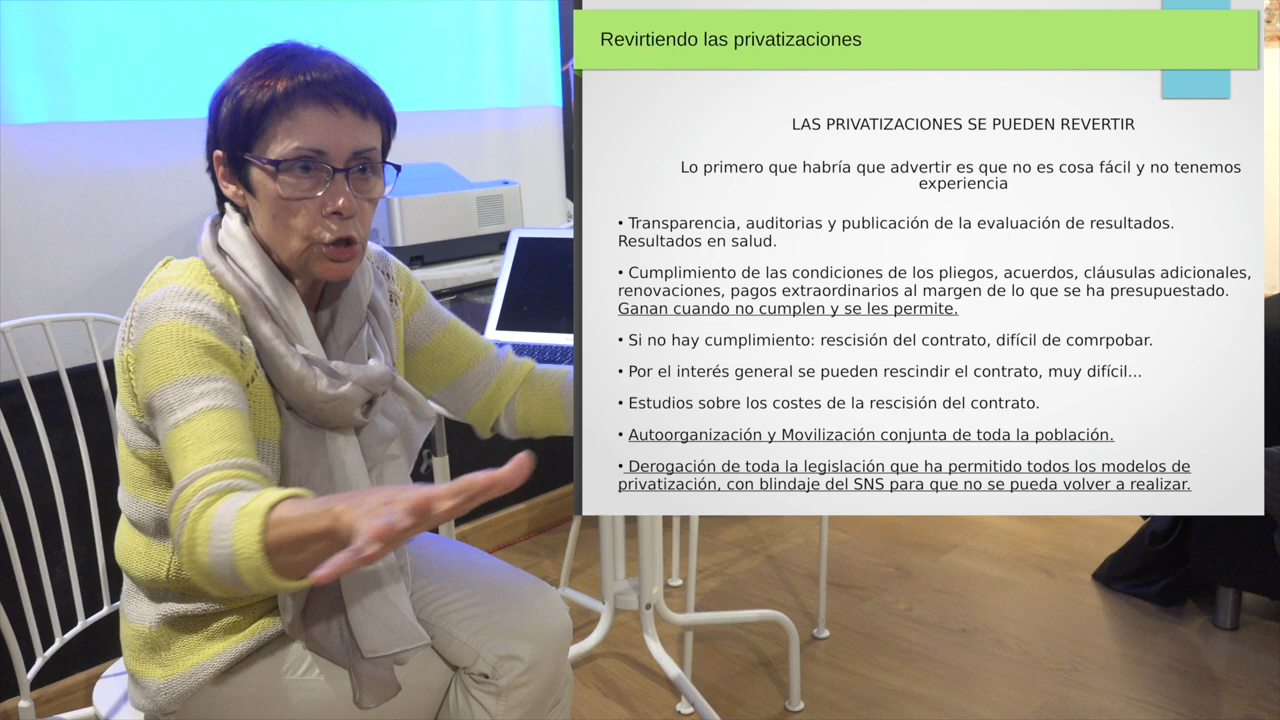 Revirtiendo las privatizaciones
LAS PRIVATIZACIONES SE PUEDEN REVERTIR
Lo primero que habría que advertir es que no es cosa fácil y no tenemos
experiencia
• Transparencia, auditorias y publicación de la evaluación de resultados.
Resultados en salud.
• Cumplimiento de las condiciones de los pliegos, acuerdos, cláusulas adicionales,
renovaciones, pagos extraordinarios al margen de lo que se ha presupuestado.
Ganan cuando no cumplen y se les permite.
• Si no hay cumplimiento: rescisión del contrato, difícil de comrpobar.
• Por el interés general se pueden rescindir el contrato, muy difícil...
• Estudios sobre los costes de la rescisión del contrato.
• Autoorganización y Movilización conjunta de toda la población.
• Derogación de toda la legislación que ha permitido todos los modelos de
privatización, con blindaje del SNS para que no se pueda volver a realizar.